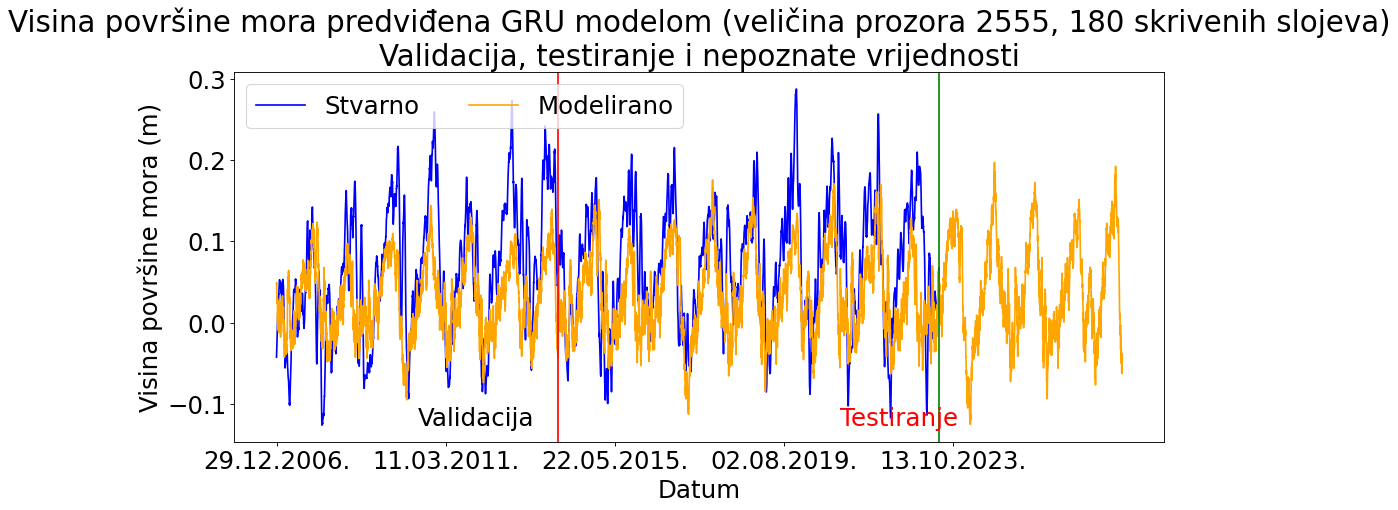 Visina površine mora predviđena GRU modelom (veličina prozora 2555, 180 skrivenih slojeva)
Validacija, testiranje i nepoznate vrijednosti
Stvarno Modelirano
Visina površine mora (m)
0.3
0.2
0.1
0.0
−0.1
Validacija Testiranje
29.12.2006. 11.03.2011. 22.05.2015. 02.08.2019. 13.10.2023.
Datum